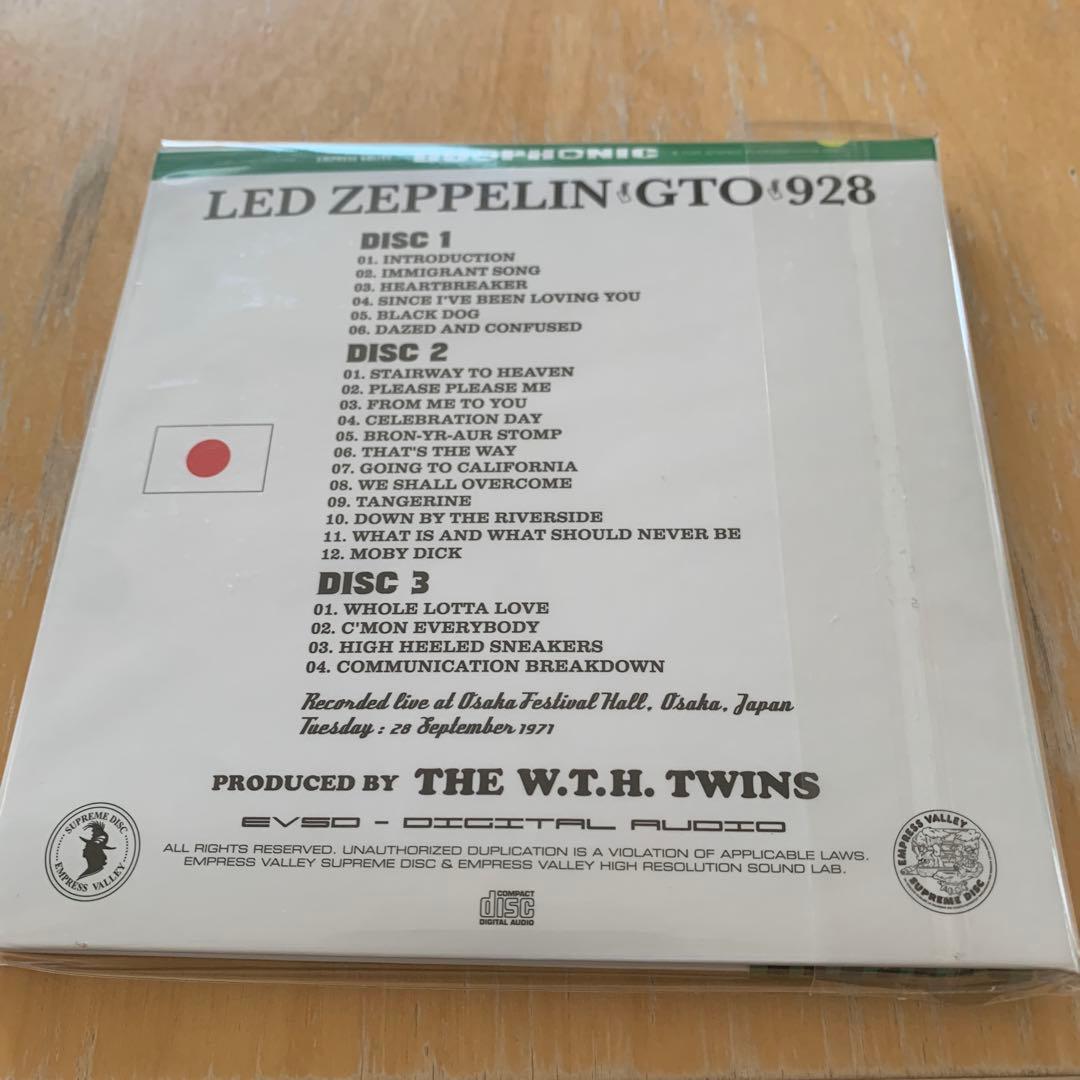 EMPRESS VALLEY
DUOPHONIC
LED ZEPPELIN GTO 928
DISC 1
01. INTRODUCTION
02. IMMIGRANT SONG
03. HEARTBREAKER
04. SINCE I'VE BEEN LOVING YOU
05. BLACK DOG
06. DAZED AND CONFUSED
DISC 2
01. STAIRWAY TO HEAVEN
02. PLEASE PLEASE ME
03. FROM ME TO YOU
04. CELEBRATION DAY
05. BRON-YR-AUR STOMP
06. THAT'S THE WAY
07. GOING TO CALIFORNIA
08. WE SHALL OVERCOME
09. TANGERINE
10. DOWN BY THE RIVERSIDE
11. WHAT IS AND WHAT SHOULD NEVER BE
12. MOBY DICK
DISC 3
01. WHOLE LOTTA LOVE
02. C'MON EVERYBODY
03. HIGH HEELED SNEAKERS
04. COMMUNICATION BREAKDOWN
Recorded live at Osaka Festival Hall, Osaka, Japan
Tuesday : 28 September 1971
PRODUCED BY THE W.T.H. TWINS
EVSD - DIGITAL AUDIO
ALL RIGHTS RESERVED. UNAUTHORIZED DUPLICATION IS A VIOLATION OF APPLICABLE LAWS.
EMPRESS VALLEY SUPREME DISC & EMPRESS VALLEY HIGH RESOLUTION SOUND LAB.
SUPREME DISC
EMPRESS VALLEY
EMPRESS VALLEY
SUPREME DISC
COMPACT
disc
DIGITAL AUDIO